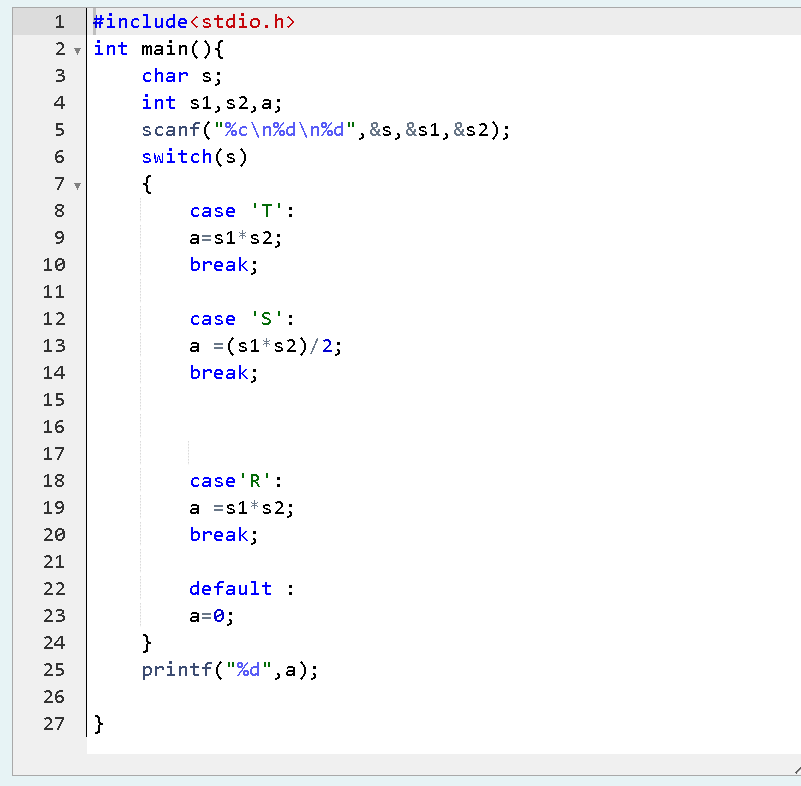 1 #include<stdio.h>
2 int main(){
3 char s;
4 int s1,s2,a;
5 scanf("%c\n%d\n%d",&s,&s1,&s2);
6 switch(s)
7 {
8 case 'T':
9 a=s1*s2;
10 break;
11
12 case 'S':
13 a =(s1*s2)/2;
14 break;
15
16
17
18 case'R':
19 a =s1*s2;
20 break;
21
22 default :
23 a=0;
24 }
25 printf("%d",a);
26
27 }